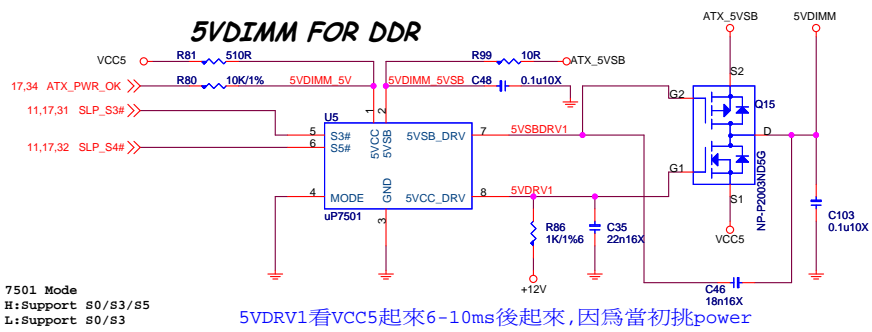 5VDIMM FOR DDR
ATX_5VSB
5VDIMM
VCC5
R81
510R
R99
10R
ATX_5VSB
17,34 ATX_PWR_OK
R80
10K/1%
5VDIMM_5V
5VDIMM_5VSB
C48
0.1u10X
S2
11,17,31 SLP_S3#
U5
1
2
G2
Q15
11,17,32 SLP_S4#
5
S3#
6
S5#
5VCC
5VSB
5VSB_DRV
7
5VSBDRV1
D
4
MODE
GND
5VCC_DRV
8
5VDRV1
G1
uP7501
3
S1
NP-P2003ND5G
R86
1K/1%6
C35
22n16X
VCC5
C103
0.1u10X
+12V
C46
18n16X
7501 Mode
H:Support S0/S3/S5
L:Support S0/S3
5VDRV1看VCC5起來6-10ms後起來,因爲當初挑power